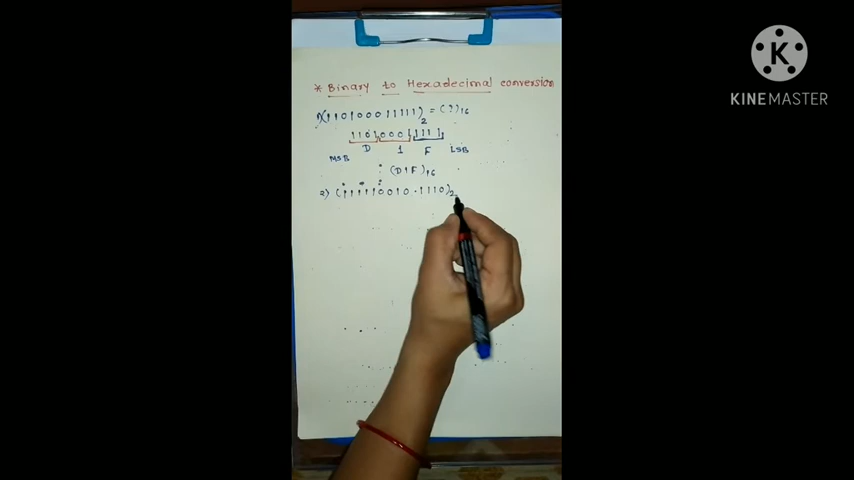 * Binary to Hexadecimal conversion
1) (110100011111)₂ = (?)₁₆
1101 0001 1111
D 1 F
MSB LSB
∴ (D1F)₁₆
2) (111110010.1110)₂
K
KINEMASTER